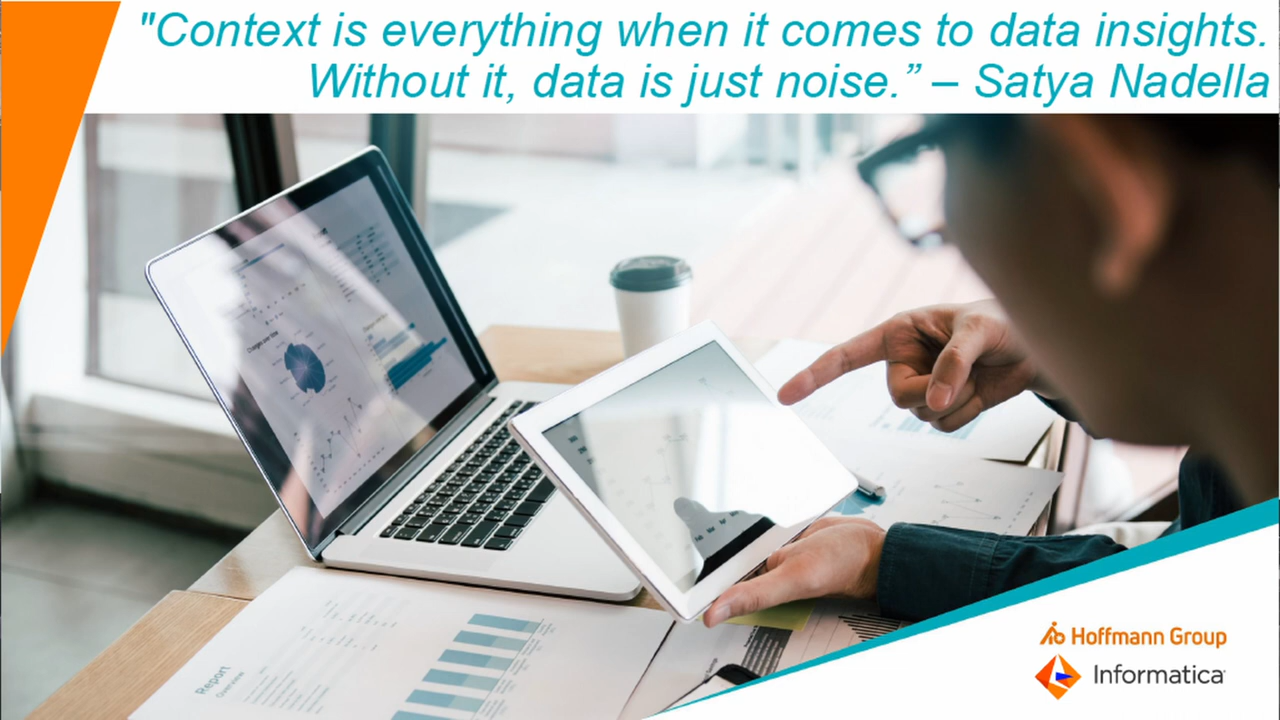 "Context is everything when it comes to data insights.
Without it, data is just noise.” – Satya Nadella
Report
Overview
Hoffmann Group
Informatica